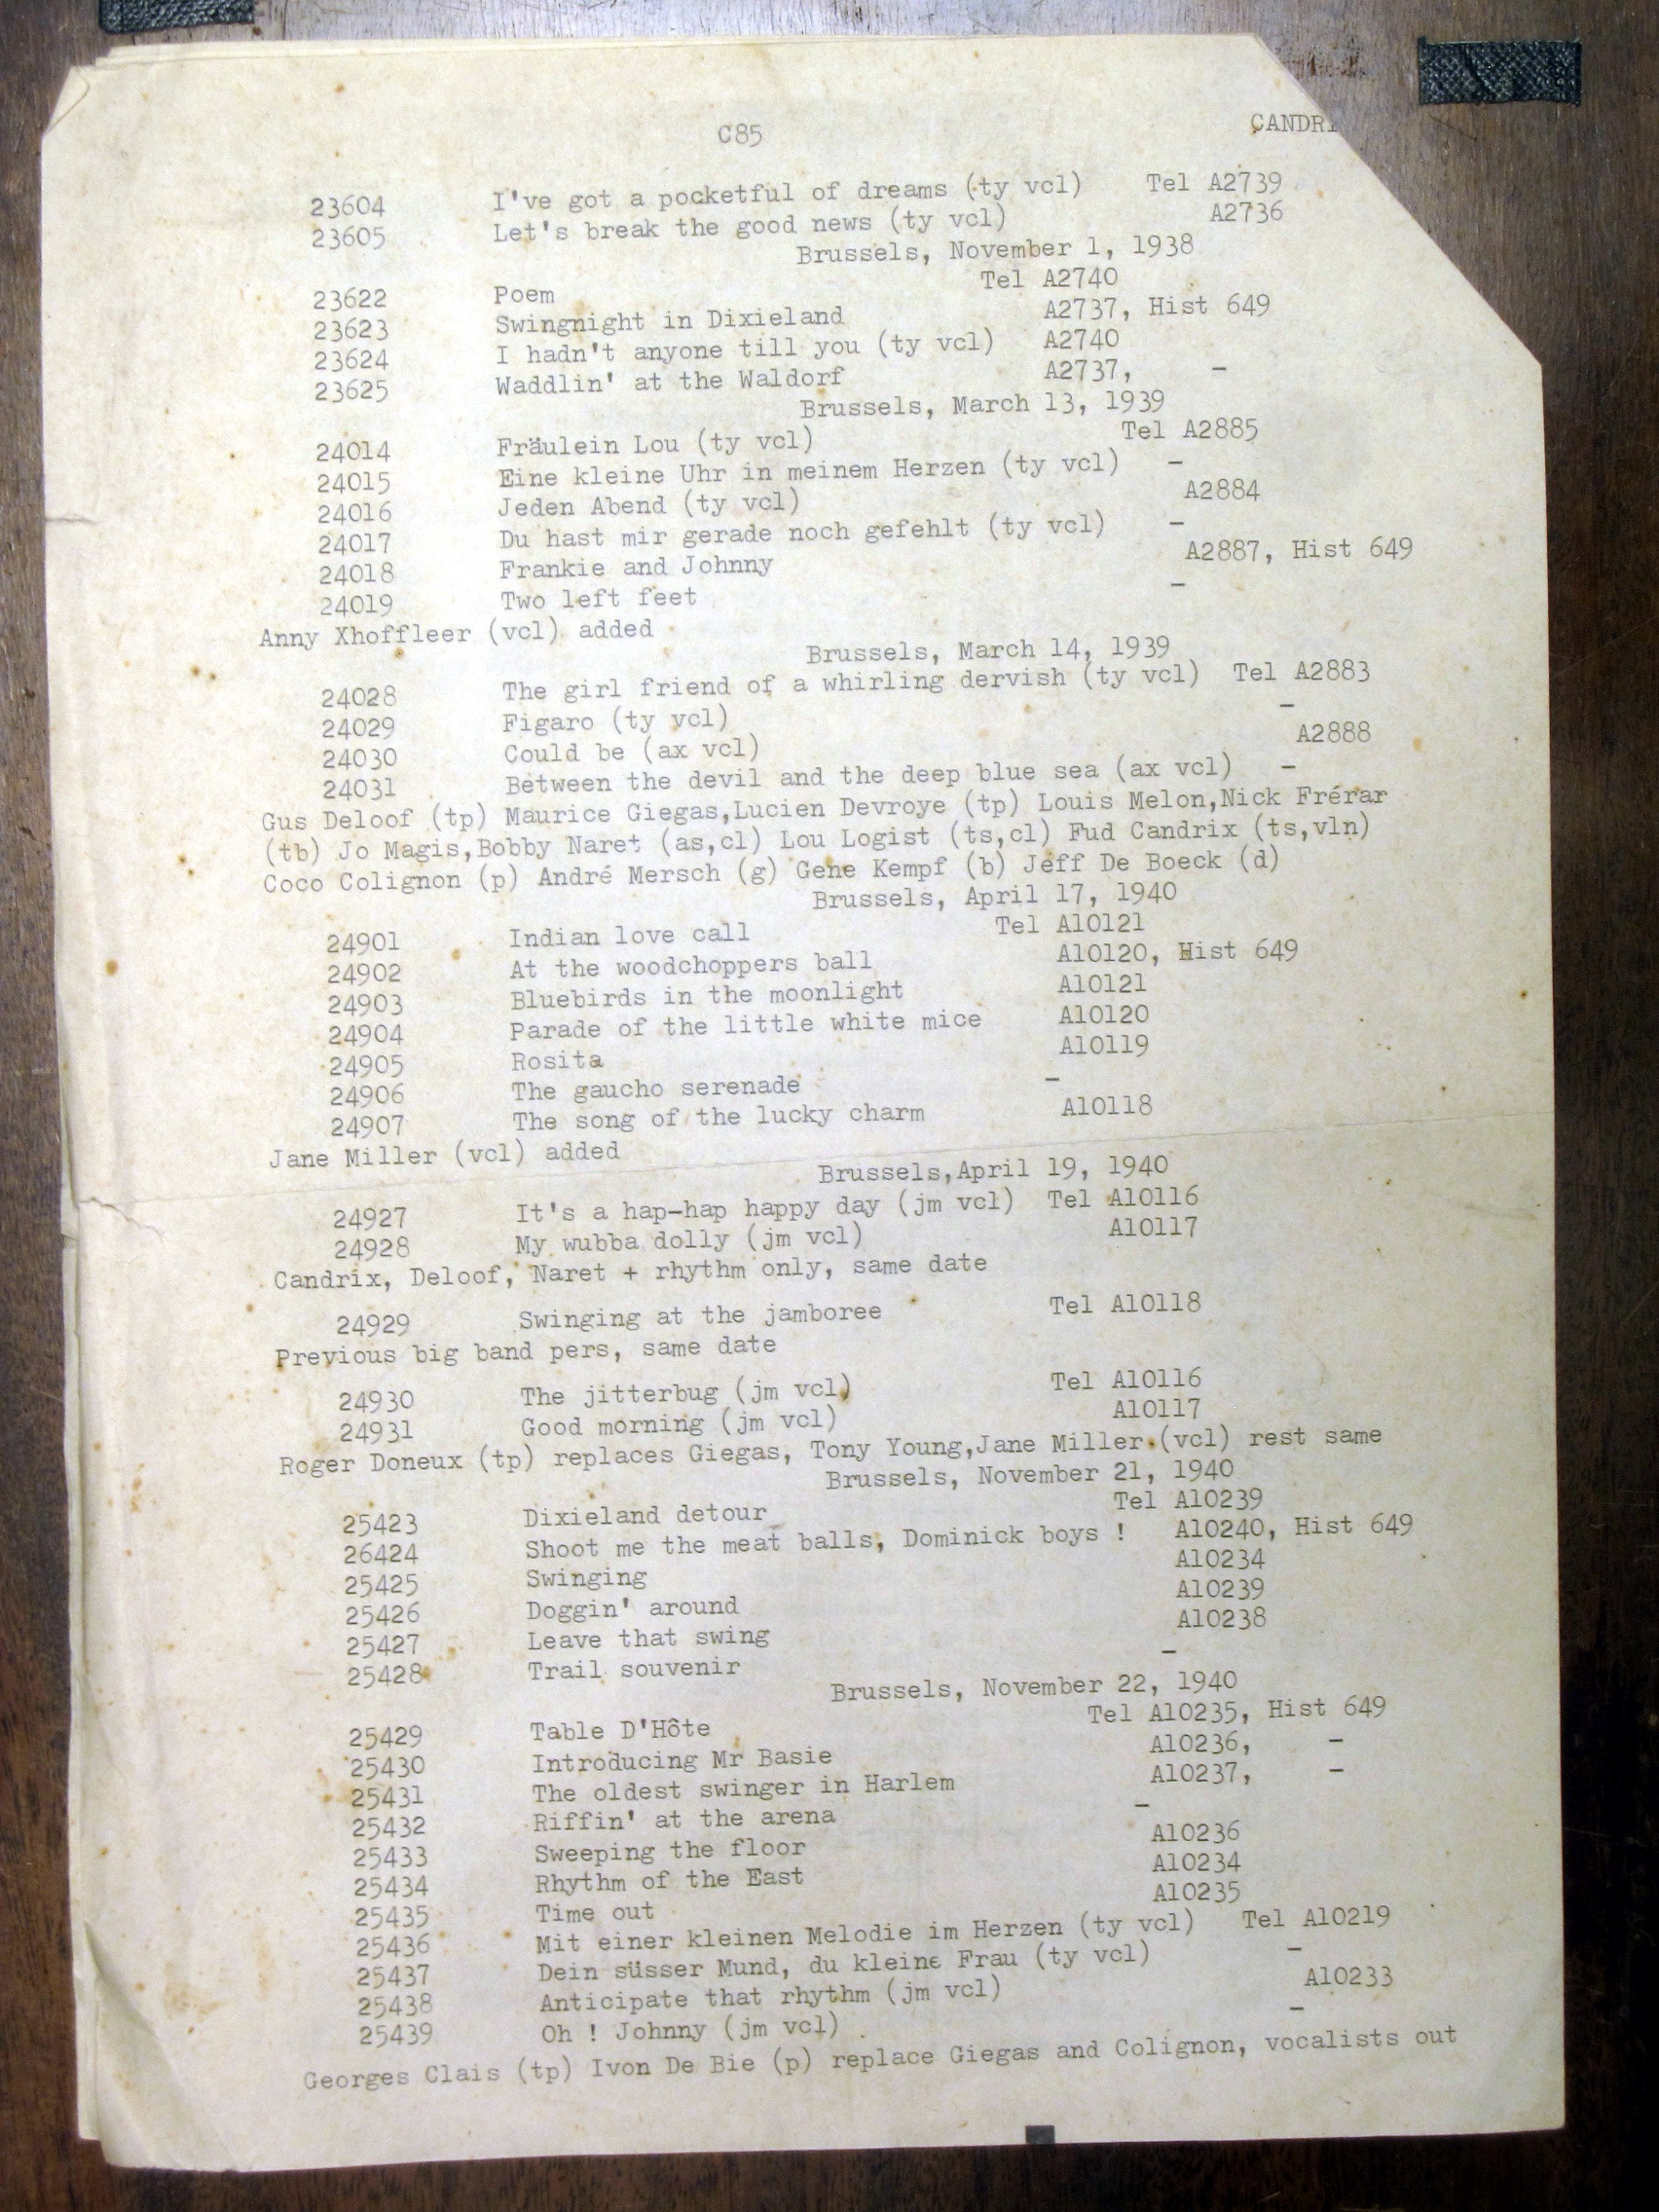 C85 CANDRI
23604 I've got a pocketful of dreams (ty vcl) Tel A2739
23605 Let's break the good news (ty vcl) A2736
Brussels, November 1, 1938
23622 Poem Tel A2740
23623 Swingnight in Dixieland A2737, Hist 649
23624 I hadn't anyone till you (ty vcl) A2740
23625 Waddlin' at the Waldorf A2737, -
Brussels, March 13, 1939
24014 Fräulein Lou (ty vcl) Tel A2885
24015 Eine kleine Uhr in meinem Herzen (ty vcl) -
24016 Jeden Abend (ty vcl) A2884
24017 Du hast mir gerade noch gefehlt (ty vcl) -
24018 Frankie and Johnny A2887, Hist 649
24019 Two left feet -
Anny Xhoffleer (vcl) added
Brussels, March 14, 1939
24028 The girl friend of a whirling dervish (ty vcl) Tel A2883
24029 Figaro (ty vcl) -
24030 Could be (ax vcl) A2888
24031 Between the devil and the deep blue sea (ax vcl) -
Gus Deloof (tp) Maurice Giegas,Lucien Devroye (tp) Louis Melon,Nick Frérar
(tb) Jo Magis,Bobby Naret (as,cl) Lou Logist (ts,cl) Fud Candrix (ts,vln)
Coco Colignon (p) André Mersch (g) Gene Kempf (b) Jeff De Boeck (d)
Brussels, April 17, 1940
24901 Indian love call Tel A10121
24902 At the woodchoppers ball A10120, Hist 649
24903 Bluebirds in the moonlight A10121
24904 Parade of the little white mice A10120
24905 Rosita A10119
24906 The gaucho serenade -
24907 The song of the lucky charm A10118
Jane Miller (vcl) added
Brussels,April 19, 1940
24927 It's a hap-hap happy day (jm vcl) Tel A10116
24928 My wubba dolly (jm vcl) A10117
Candrix, Deloof, Naret + rhythm only, same date
24929 Swinging at the jamboree Tel A10118
Previous big band pers, same date
24930 The jitterbug (jm vcl) Tel A10116
24931 Good morning (jm vcl) A10117
Roger Doneux (tp) replaces Giegas, Tony Young,Jane Miller (vcl) rest same
Brussels, November 21, 1940
25423 Dixieland detour Tel A10239
26424 Shoot me the meat balls, Dominick boys ! A10240, Hist 649
25425 Swinging A10234
25426 Doggin' around A10239
25427 Leave that swing A10238
25428 Trail souvenir -
Brussels, November 22, 1940
25429 Table D'Hôte Tel A10235, Hist 649
25430 Introducing Mr Basie A10236, -
25431 The oldest swinger in Harlem A10237, -
25432 Riffin' at the arena -
25433 Sweeping the floor A10236
25434 Rhythm of the East A10234
25435 Time out A10235
25436 Mit einer kleinen Melodie im Herzen (ty vcl) Tel A10219
25437 Dein süsser Mund, du kleine Frau (ty vcl) -
25438 Anticipate that rhythm (jm vcl) A10233
25439 Oh ! Johnny (jm vcl) -
Georges Clais (tp) Ivon De Bie (p) replace Giegas and Colignon, vocalists out